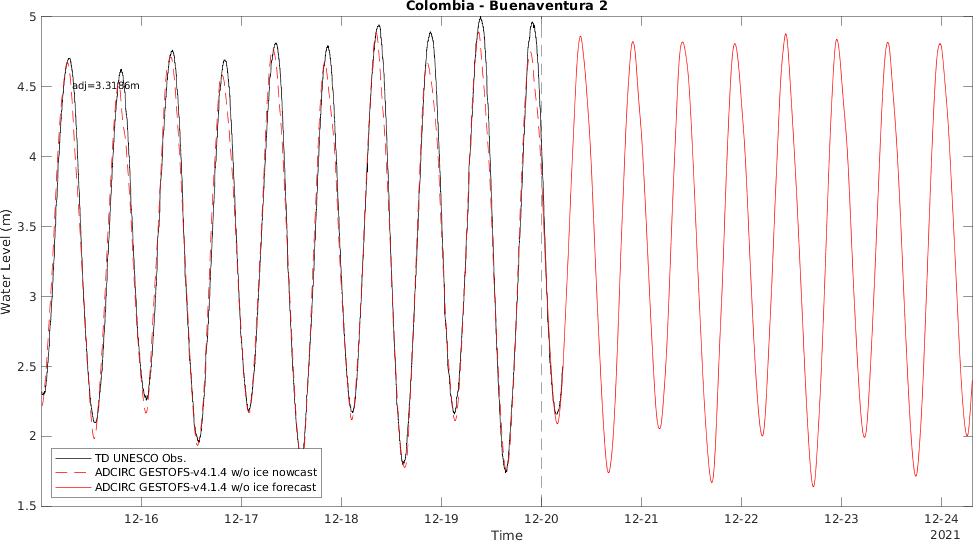 Colombia - Buenaventura 2
5
adj=3.3186m
4.5
4
3.5
3
2.5
2
1.5
Water Level (m)
TD UNESCO Obs.
ADCIRC GESTOFS-v4.1.4 w/o ice nowcast
ADCIRC GESTOFS-v4.1.4 w/o ice forecast
12-16 12-17 12-18 12-19 12-20 12-21 12-22 12-23 12-24
Time 2021